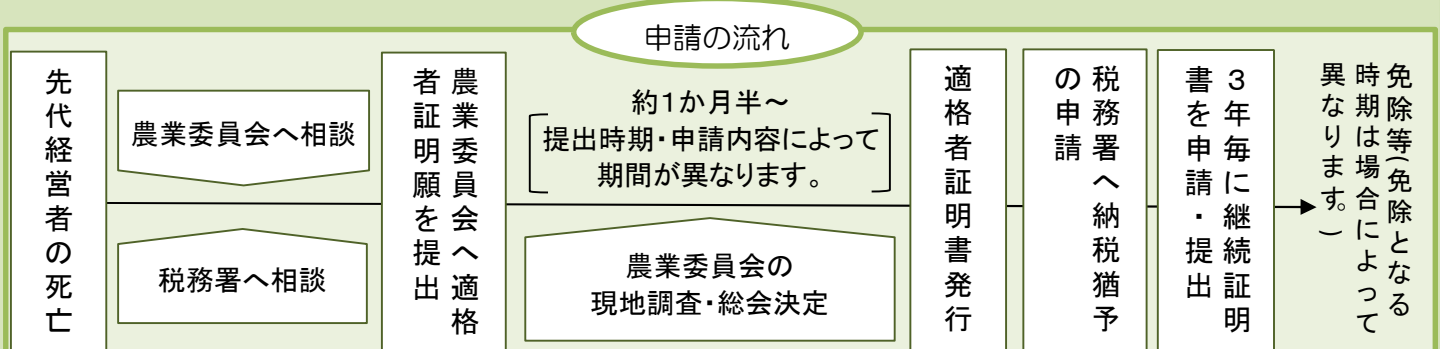 申請の流れ
先代経営者の死亡
農業委員会へ相談
税務署へ相談
農業委員会へ適格
者証明願を提出
約1か月半～
提出時期・申請内容によって
期間が異なります。
農業委員会の
現地調査・総会決定
適格者証明書発行
税務署へ納税猶予
の申請
３年毎に継続証明
書を申請・提出
免除等(免除となる
時期は場合によって
異なります。)